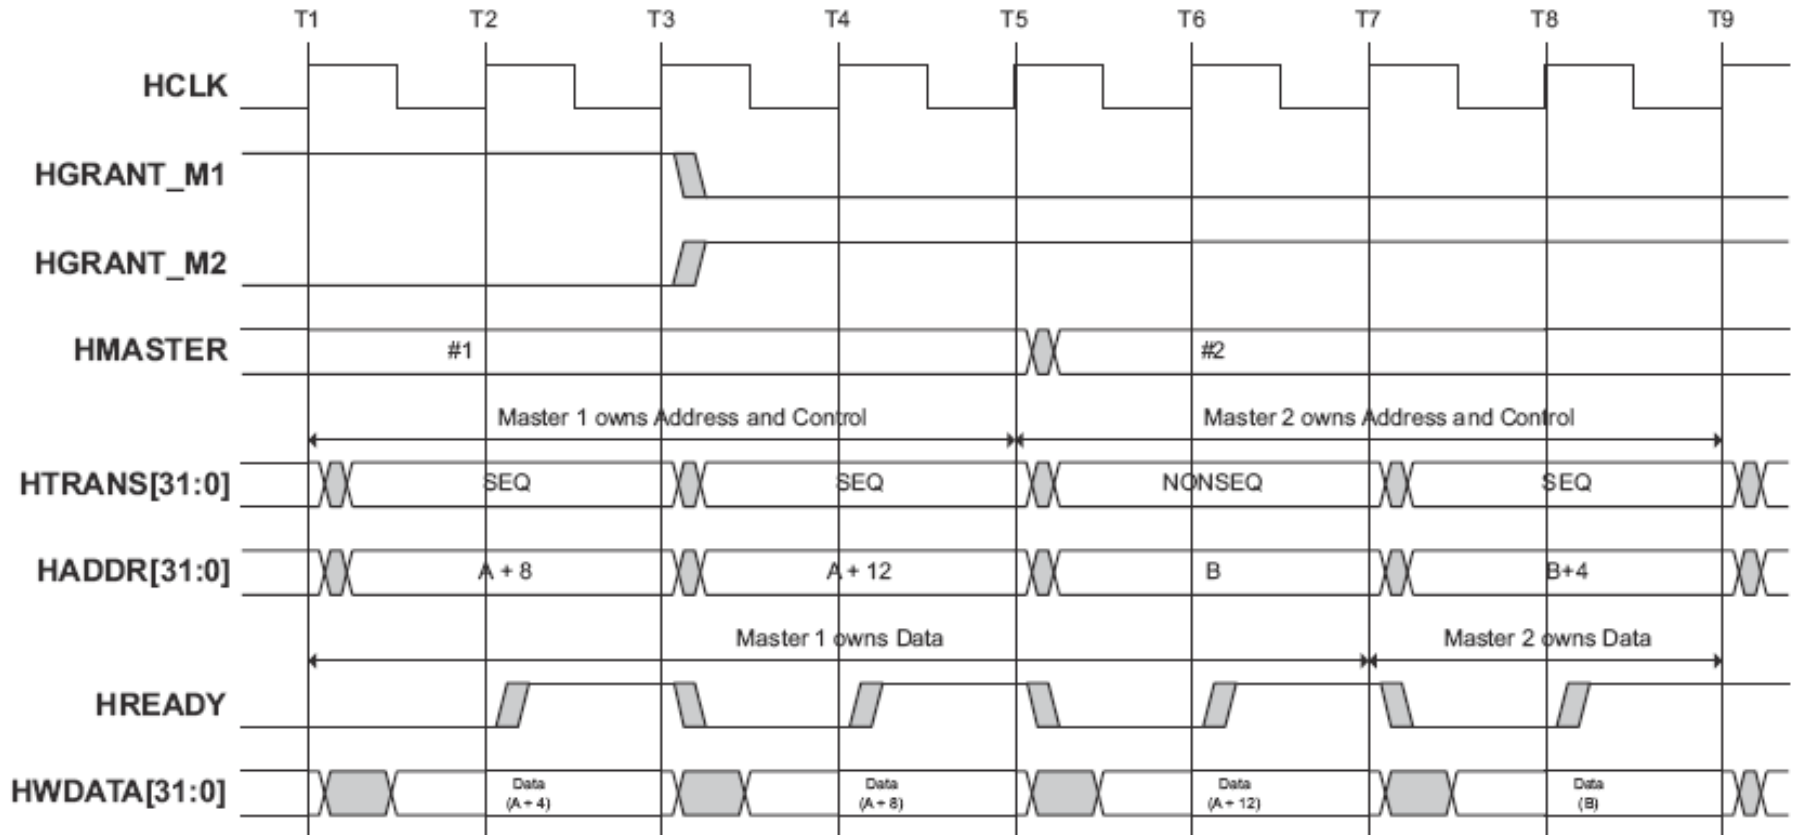 T1 T2 T3 T4 T5 T6 T7 T8 T9
HCLK
HGRANT_M1
HGRANT_M2
HMASTER #1 #2
Master 1 owns Address and Control Master 2 owns Address and Control
HTRANS[31:0] SEQ SEQ NONSEQ SEQ
HADDR[31:0] A + 8 A + 12 B B+4
Master 1 owns Data Master 2 owns Data
HREADY
HWDATA[31:0] Data Data Data Data
(A + 4) (A + 8) (A + 12) (B)